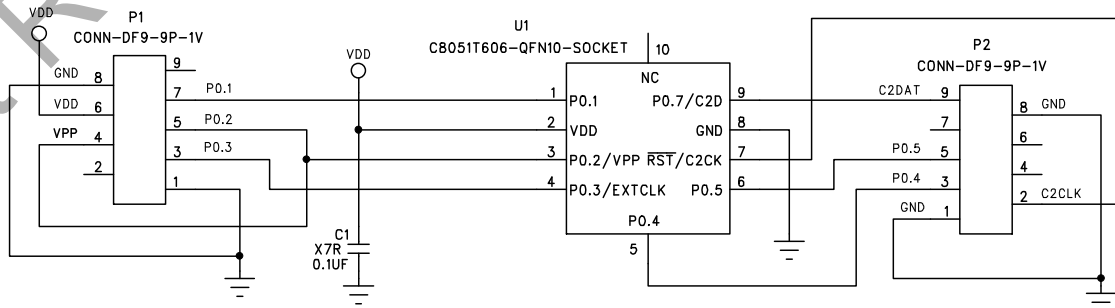 VDD
P1
CONN-DF9-9P-1V
GND
8
9
7
P0.1
VDD
6
5
P0.2
VPP
4
3
P0.3
2
1
VDD
C1
X7R
0.1UF
U1
C8051T606-QFN10-SOCKET
10
NC
1
P0.1
P0.7/C2D
9
2
VDD
GND
8
3
P0.2/VPP
RST/C2CK
7
4
P0.3/EXTCLK
P0.5
6
P0.4
5
P2
CONN-DF9-9P-1V
C2DAT
9
8
GND
7
6
P0.5
5
4
P0.4
3
2
C2CLK
GND
1